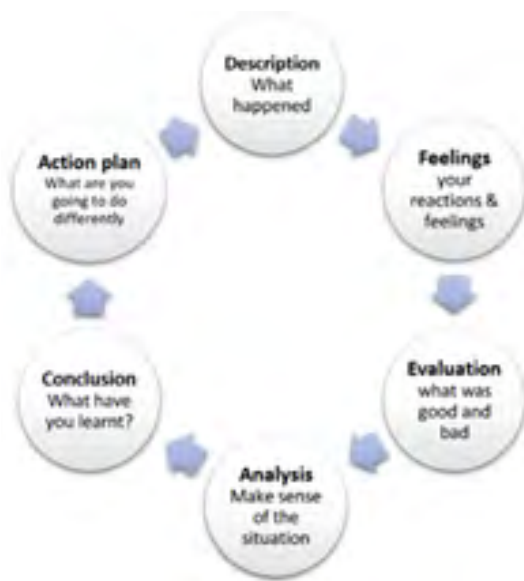 Description
What
happened
Feelings
your
reactions &
feelings
Evaluation
what was
good and
bad
Analysis
Make sense
of the
situation
Conclusion
What have
you learnt?
Action plan
What are you
going to do
differently